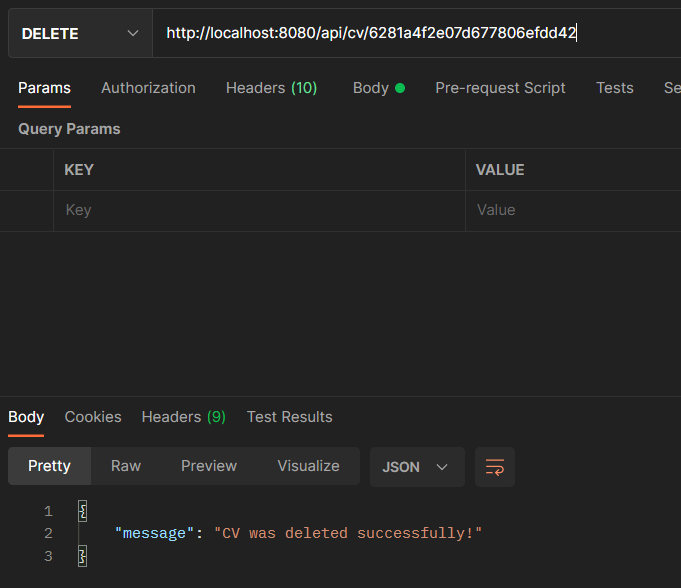 DELETE http://localhost:8080/api/cv/6281a4f2e07d677806efdd42
Params Authorization Headers (10) Body Pre-request Script Tests Se
Query Params
KEY VALUE
Key Value
Body Cookies Headers (9) Test Results
Pretty Raw Preview Visualize JSON
1 {
2 "message": "CV was deleted successfully!"
3 }